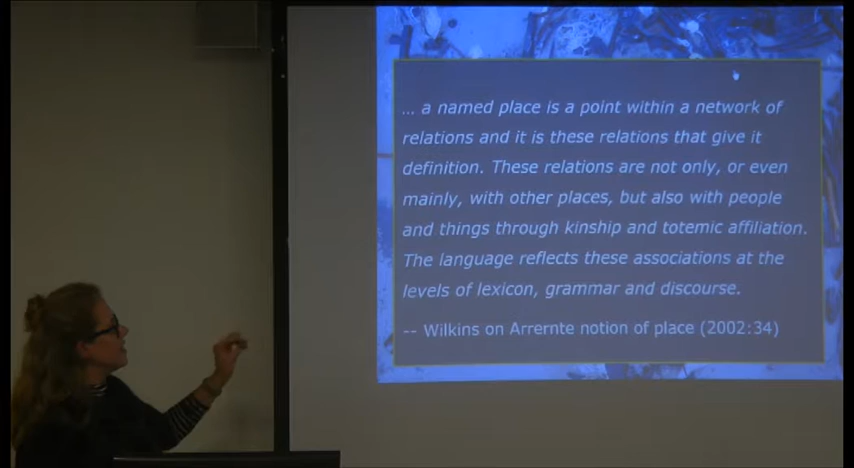 ... a named place is a point within a network of
relations and it is these relations that give it
definition. These relations are not only, or even
mainly, with other places, but also with people
and things through kinship and totemic affiliation.
The language reflects these associations at the
levels of lexicon, grammar and discourse.
-- Wilkins on Arrernte notion of place (2002:34)